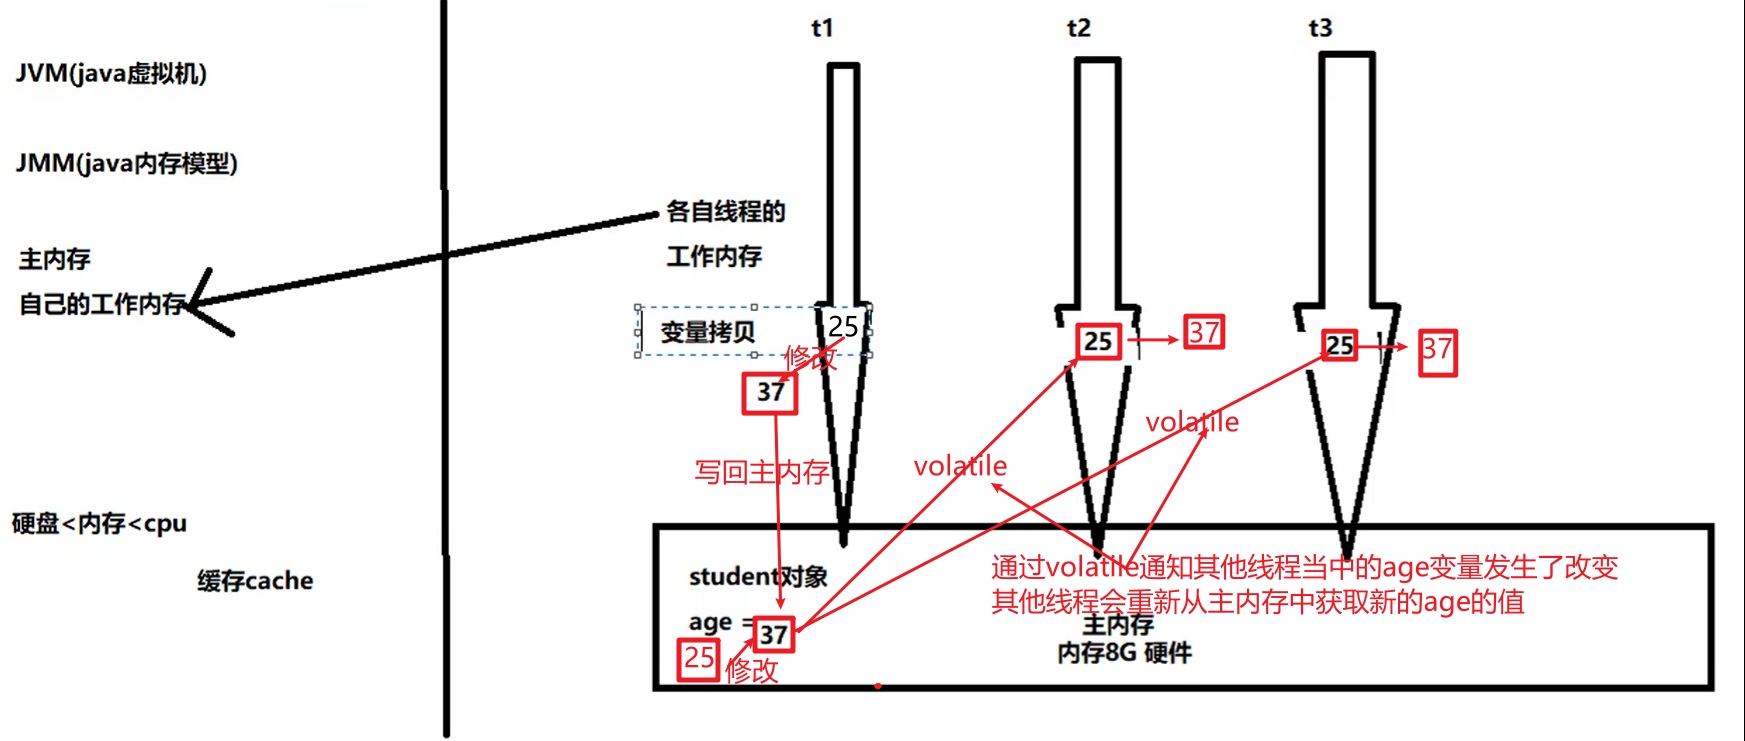 JVM(java虚拟机)
JMM(java内存模型)
主内存
自己的工作内存
硬盘<内存<cpu
缓存cache
t1
t2
t3
各自线程的
工作内存
变量拷贝
25
修改
37
写回主内存
25
37
25
37
volatile
volatile
student对象
age =
37
25
修改
通过volatile通知其他线程当中的age变量发生了改变
其他线程会重新从主内存中获取新的age的值
主内存
内存8G 硬件